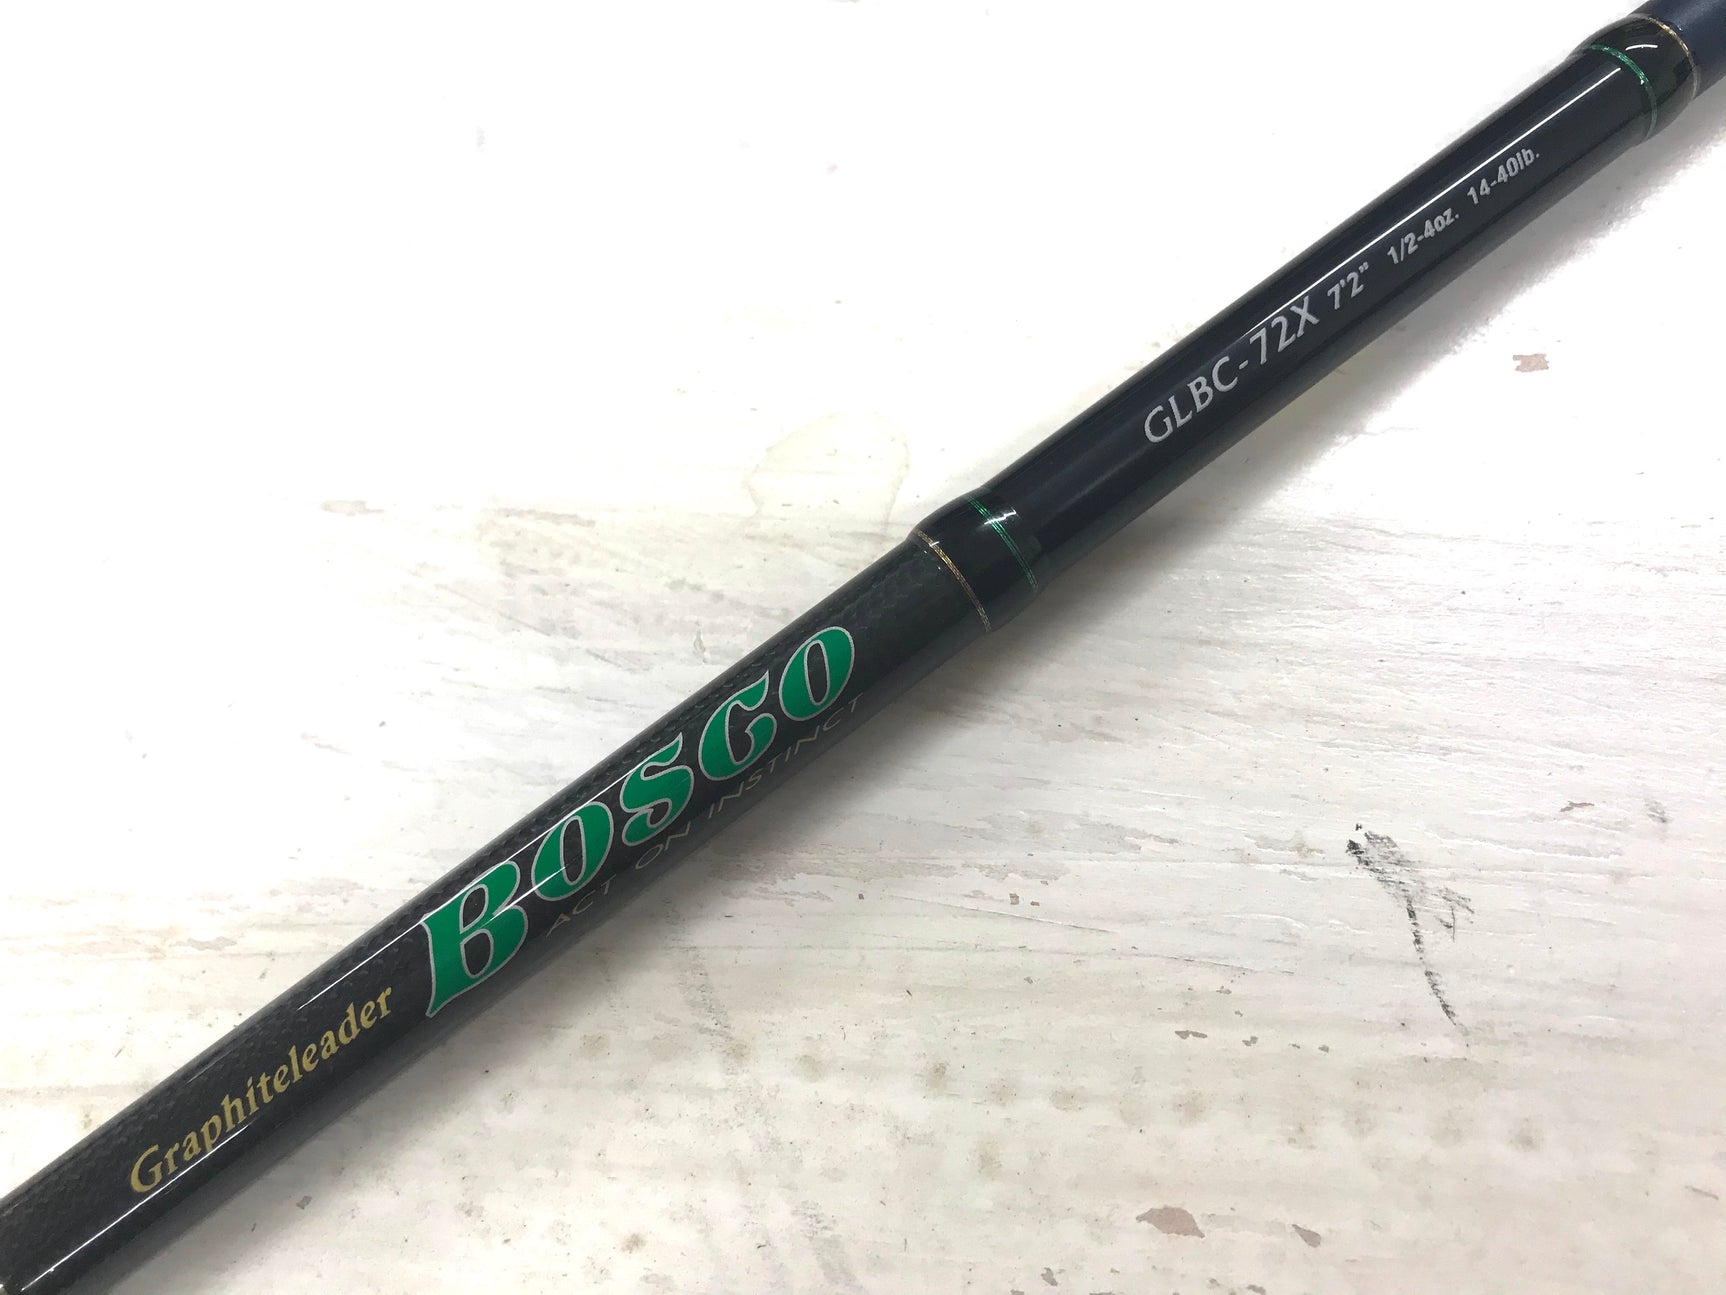 Graphiteleader
BOSCO
ACT ON INSTINCT
GLBC-72X 7'2" 1/2-4oz. 14-40lb.